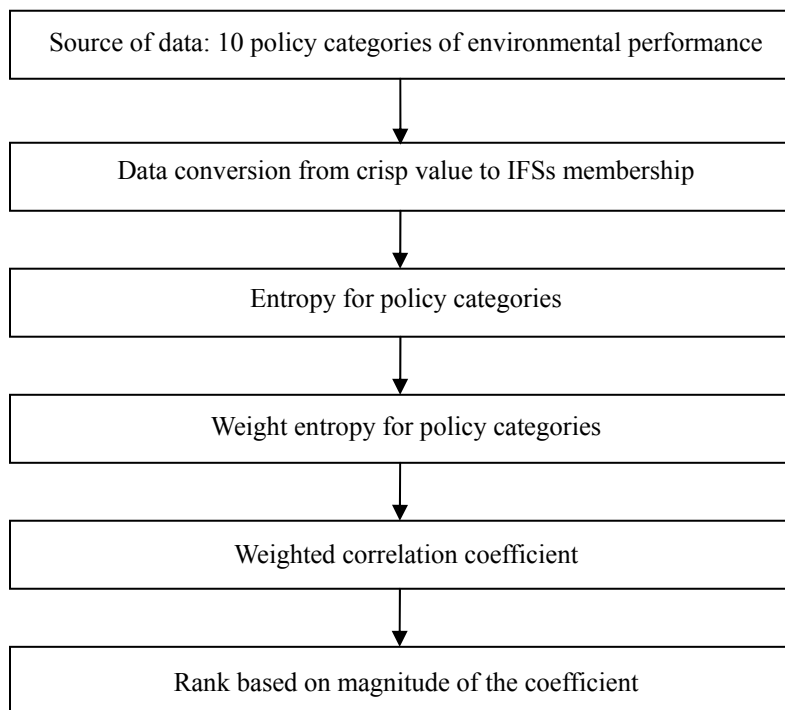 Source of data: 10 policy categories of environmental performance
Data conversion from crisp value to IFSs membership
Entropy for policy categories
Weight entropy for policy categories
Weighted correlation coefficient
Rank based on magnitude of the coefficient